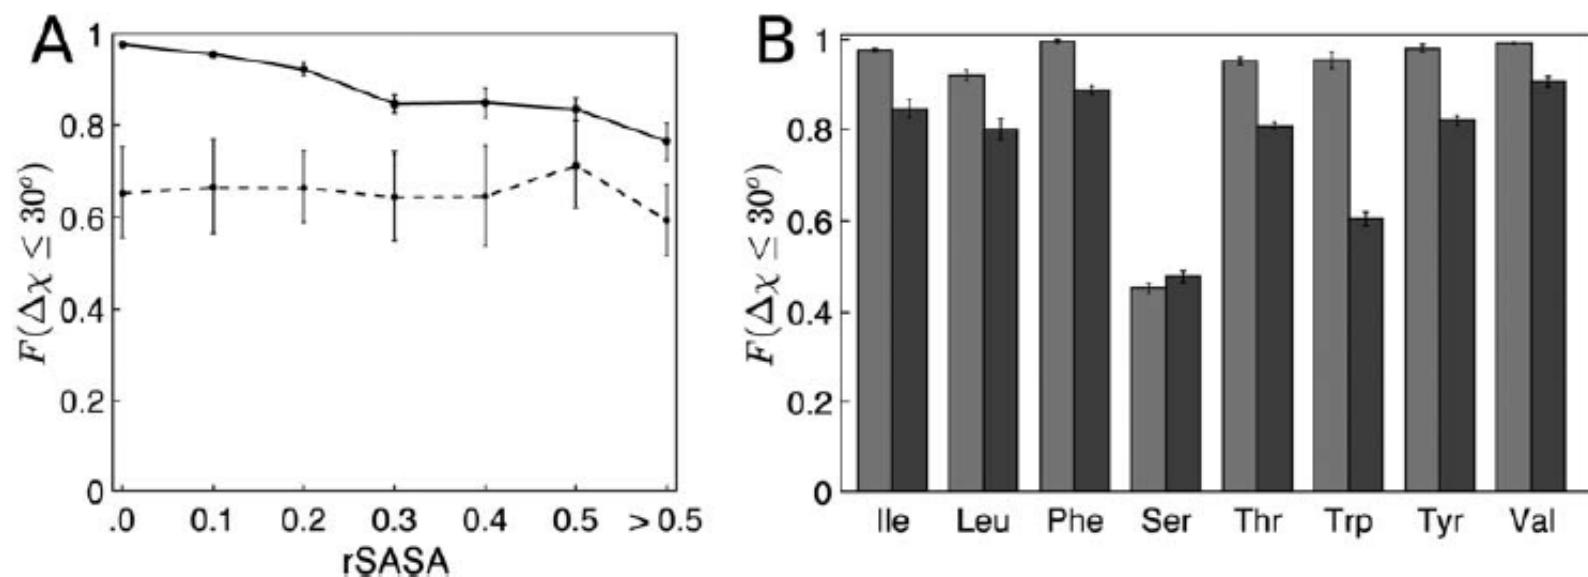 A
F(Δχ ≤ 30°)
1
0.8
0.6
0.4
0.2
0
.0 0.1 0.2 0.3 0.4 0.5 > 0.5
rSASA
B
F(Δχ ≤ 30°)
1
0.8
0.6
0.4
0.2
0
Ile Leu Phe Ser Thr Trp Tyr Val